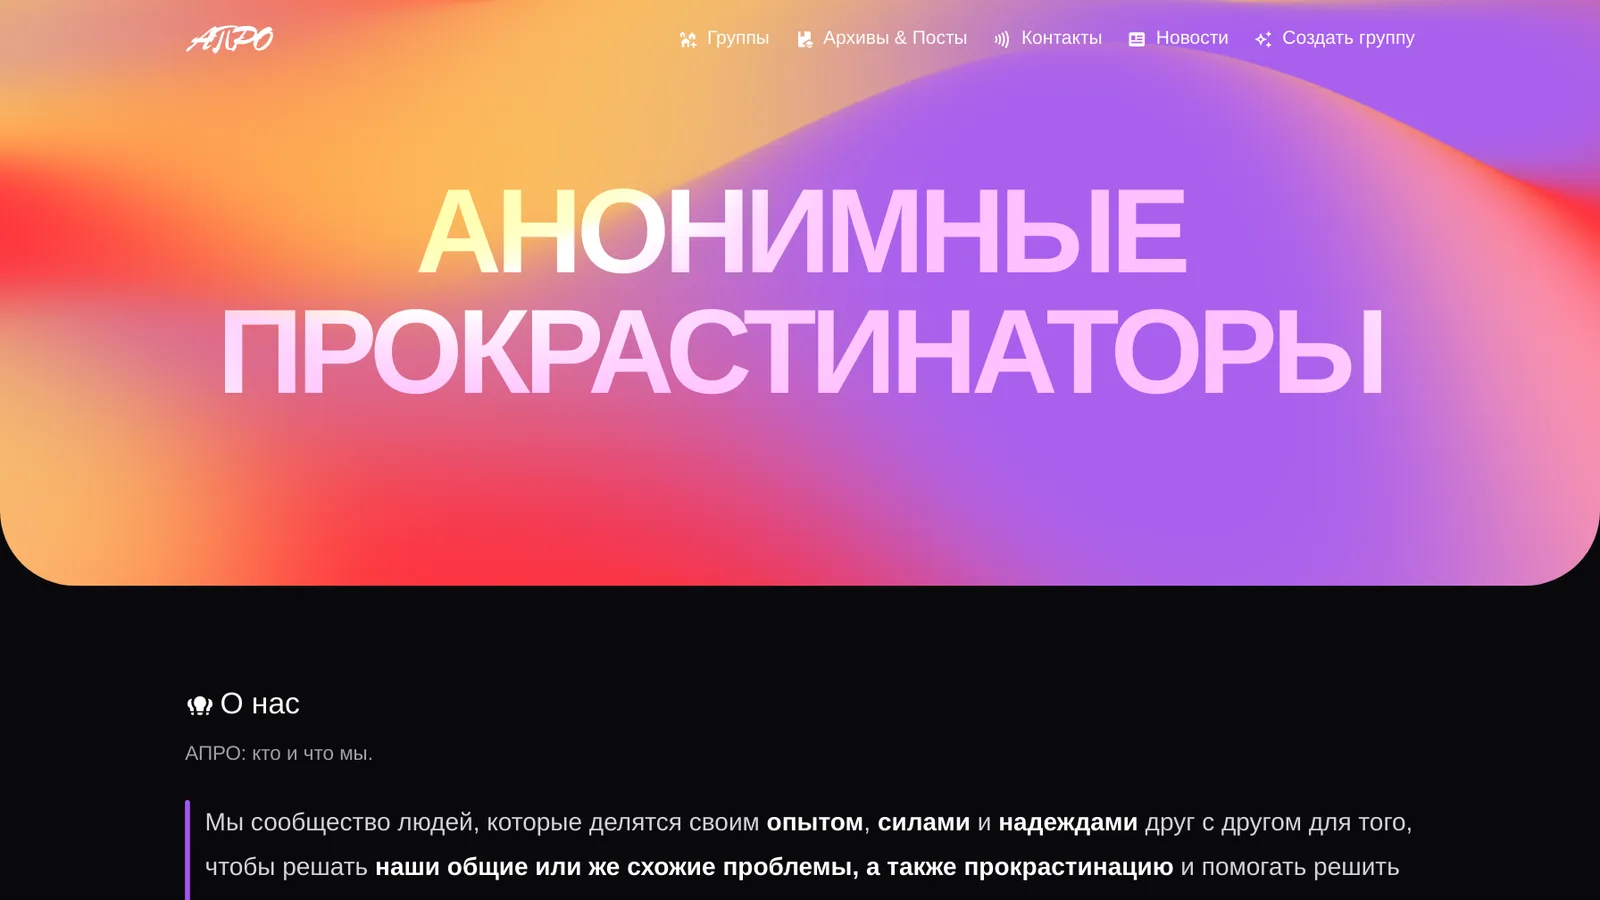 АПРО
Группы
Архивы & Посты
Контакты
Новости
Создать группу
АНОНИМНЫЕ
ПРОКРАСТИНАТОРЫ
О нас
АПРО: кто и что мы.
Мы сообщество людей, которые делятся своим опытом, силами и надеждами друг с другом для того,
чтобы решать наши общие или же схожие проблемы, а также прокрастинацию и помогать решить